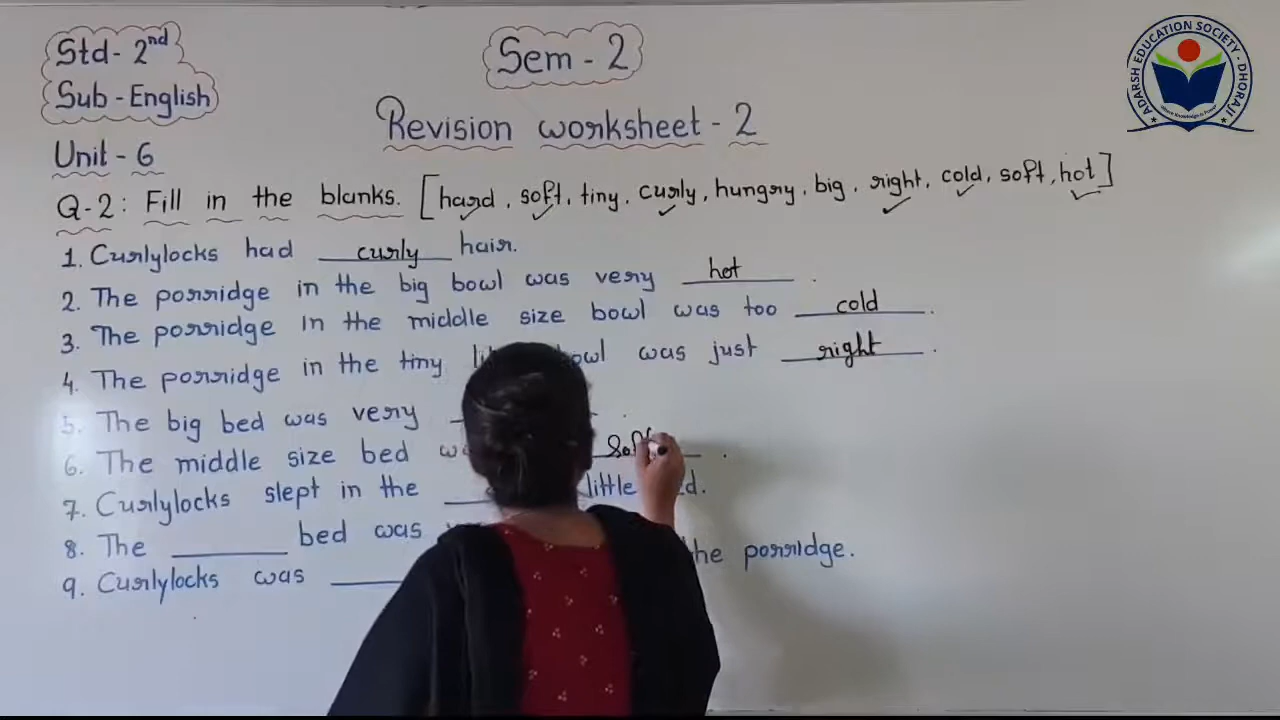 Std- 2nd
Sub - English
Sem - 2
ADARSH EDUCATION SOCIETY - DHORAJI
Revision worksheet - 2
Unit - 6
Q-2: Fill in the blanks. [hard, soft, tiny, curly, hungry, big, right, cold, soft, hot]
1. Curlylocks had curly hair.
2. The porridge in the big bowl was very hot.
3. The porridge in the middle size bowl was too cold.
4. The porridge in the tiny bowl was just right.
5. The big bed was very
6. The middle size bed
7. Curlylocks slept in the ____ little
8. The ____ bed was
9. Curlylocks was ____ the porridge.